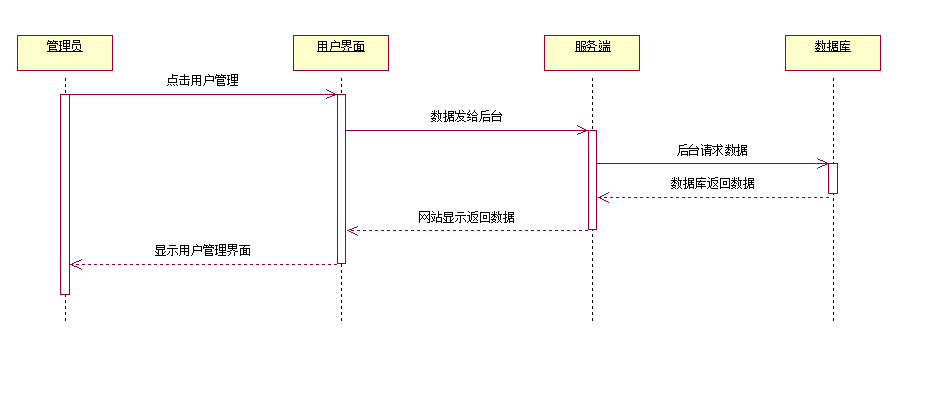 管理员
用户界面
服务端
数据库
点击用户管理
数据发给后台
后台请求数据
数据库返回数据
网站显示返回数据
显示用户管理界面